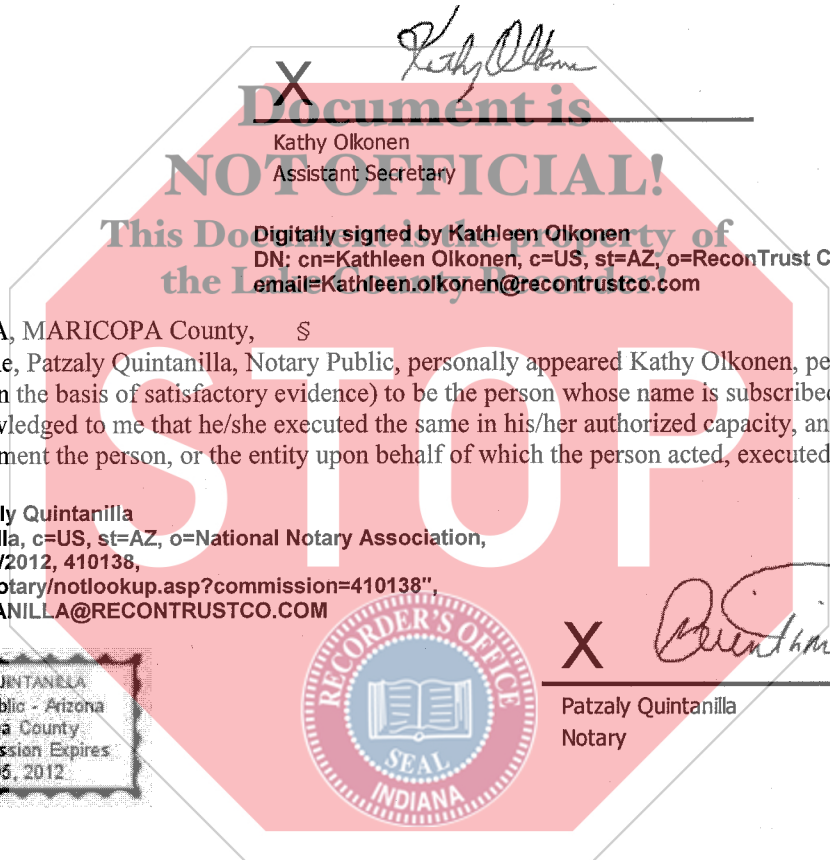 Kathy Olkonen
X
Document is
Kathy Olkonen
NOT OFFICIAL!
Assistant Secretary
This Document is the property of
Digitally signed by Kathleen Olkonen
DN: cn=Kathleen Olkonen, c=US, st=AZ, o=ReconTrust C
the Lake County Recorder!
email=Kathleen.olkonen@recontrustco.com
A, MARICOPA County, §
e, Patzaly Quintanilla, Notary Public, personally appeared Kathy Olkonen, pe
n the basis of satisfactory evidence) to be the person whose name is subscribed
vledged to me that he/she executed the same in his/her authorized capacity, an
ment the person, or the entity upon behalf of which the person acted, executed
STOP
ly Quintanilla
lla, c=US, st=AZ, o=National Notary Association,
/2012, 410138,
otary/notlookup.asp?commission=410138",
ANILLA@RECONTRUSTCO.COM
RECORDER'S OFFICE
SEAL
INDIANA
X
Patzaly Quintanilla
Notary
UINTANILLA
blic - Arizona
a County
ssion Expires
5, 2012